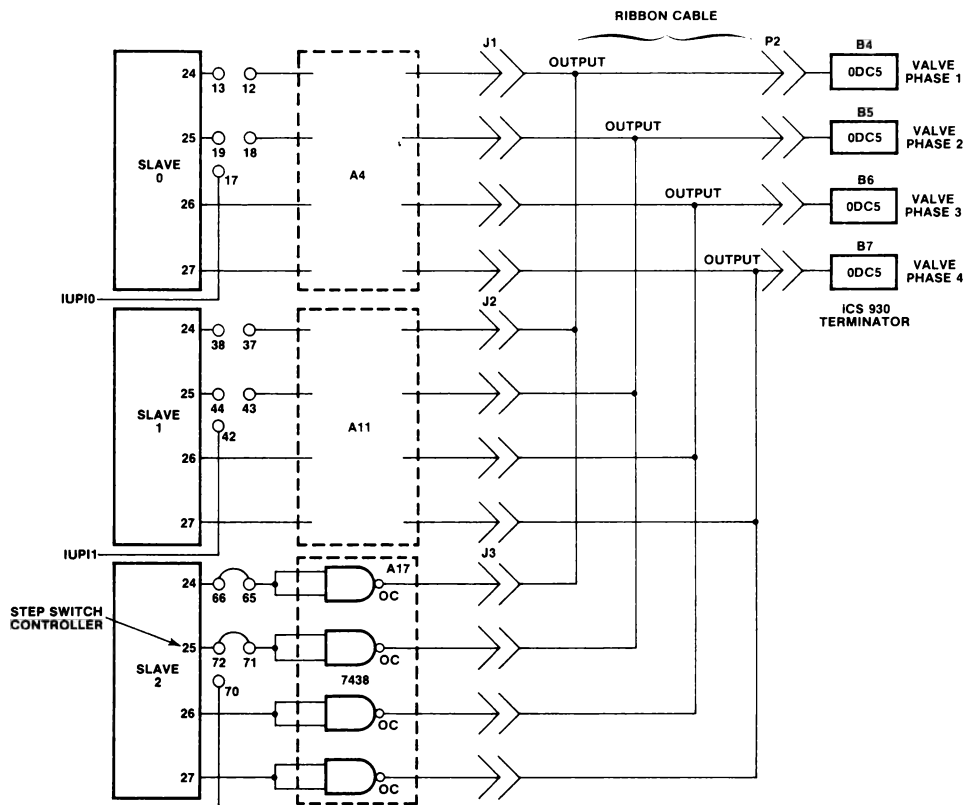 RIBBON CABLE
J1
P2
B4
24
13
12
OUTPUT
0DC5
VALVE
PHASE 1
B5
25
19
18
OUTPUT
0DC5
VALVE
PHASE 2
SLAVE
0
17
A4
B6
26
OUTPUT
0DC5
VALVE
PHASE 3
B7
27
OUTPUT
0DC5
VALVE
PHASE 4
IUPI0
J2
ICS 930
TERMINATOR
24
38
37
25
44
43
SLAVE
1
42
A11
26
27
IUPI1
J3
A17
24
66
65
OC
STEP SWITCH
CONTROLLER
25
72
71
OC
SLAVE
2
70
7438
26
OC
27
OC